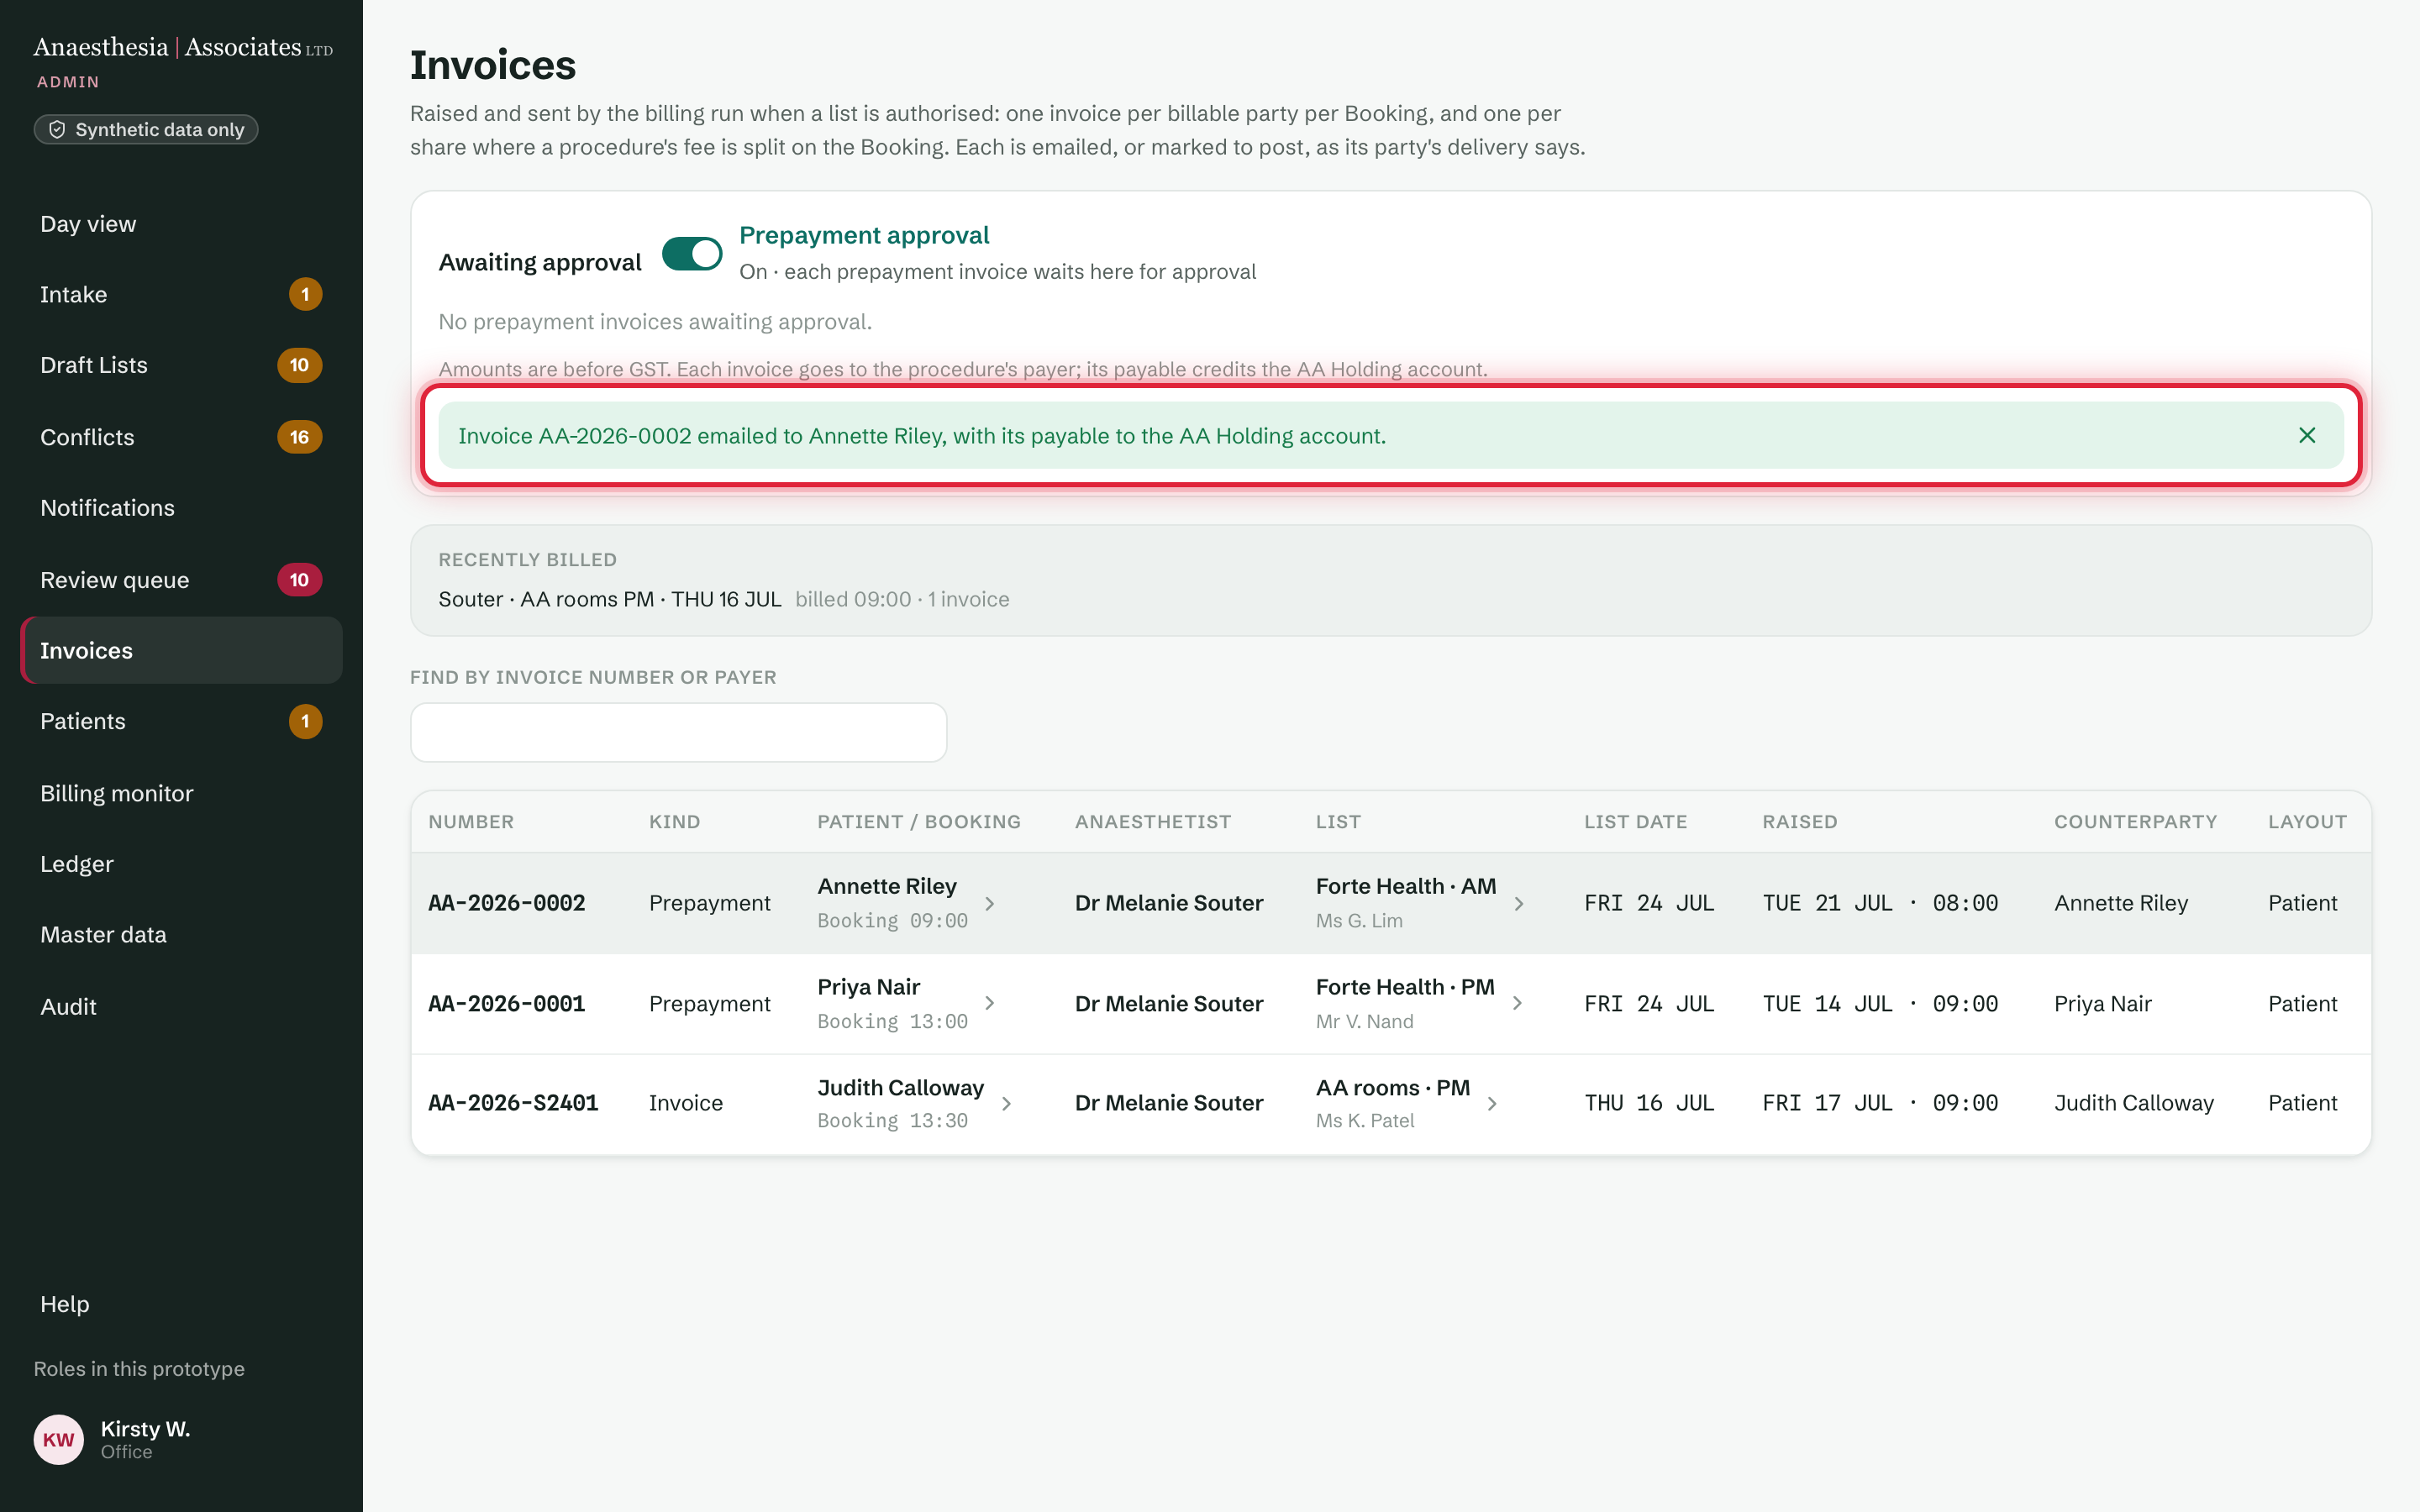 Anaesthesia | Associates LTD
ADMIN
Synthetic data only
Day view
Intake 1
Draft Lists 10
Conflicts 16
Notifications
Review queue 10
Invoices
Patients 1
Billing monitor
Ledger
Master data
Audit
Help
Roles in this prototype
KW Kirsty W.
Office
Invoices
Raised and sent by the billing run when a list is authorised: one invoice per billable party per Booking, and one per
share where a procedure's fee is split on the Booking. Each is emailed, or marked to post, as its party's delivery says.
Awaiting approval
Prepayment approval
On · each prepayment invoice waits here for approval
No prepayment invoices awaiting approval.
Amounts are before GST. Each invoice goes to the procedure's payer; its payable credits the AA Holding account.
Invoice AA-2026-0002 emailed to Annette Riley, with its payable to the AA Holding account.
RECENTLY BILLED
Souter · AA rooms PM · THU 16 JUL billed 09:00 · 1 invoice
FIND BY INVOICE NUMBER OR PAYER
NUMBER KIND PATIENT / BOOKING ANAESTHETIST LIST LIST DATE RAISED COUNTERPARTY LAYOUT
AA-2026-0002 Prepayment Annette Riley Dr Melanie Souter Forte Health · AM FRI 24 JUL TUE 21 JUL · 08:00 Annette Riley Patient
Booking 09:00 Ms G. Lim
AA-2026-0001 Prepayment Priya Nair Dr Melanie Souter Forte Health · PM FRI 24 JUL TUE 14 JUL · 09:00 Priya Nair Patient
Booking 13:00 Mr V. Nand
AA-2026-S2401 Invoice Judith Calloway Dr Melanie Souter AA rooms · PM THU 16 JUL FRI 17 JUL · 09:00 Judith Calloway Patient
Booking 13:30 Ms K. Patel